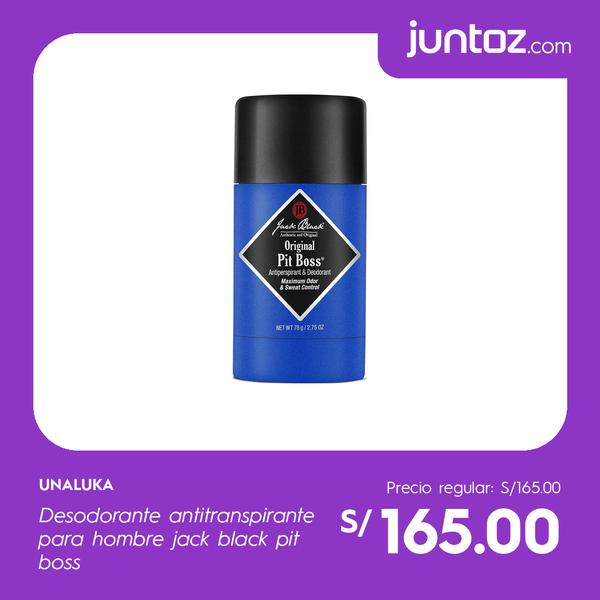 juntoz.com
JB
Jack Black
Authentic and Original
Original
Pit Boss®
Antiperspirant & Deodorant
Maximum Odor
& Sweat Control
NET WT 78 g / 2.75 OZ
UNALUKA
Desodorante antitranspirante
para hombre jack black pit
boss
Precio regular: S/165.00
S/ 165.00